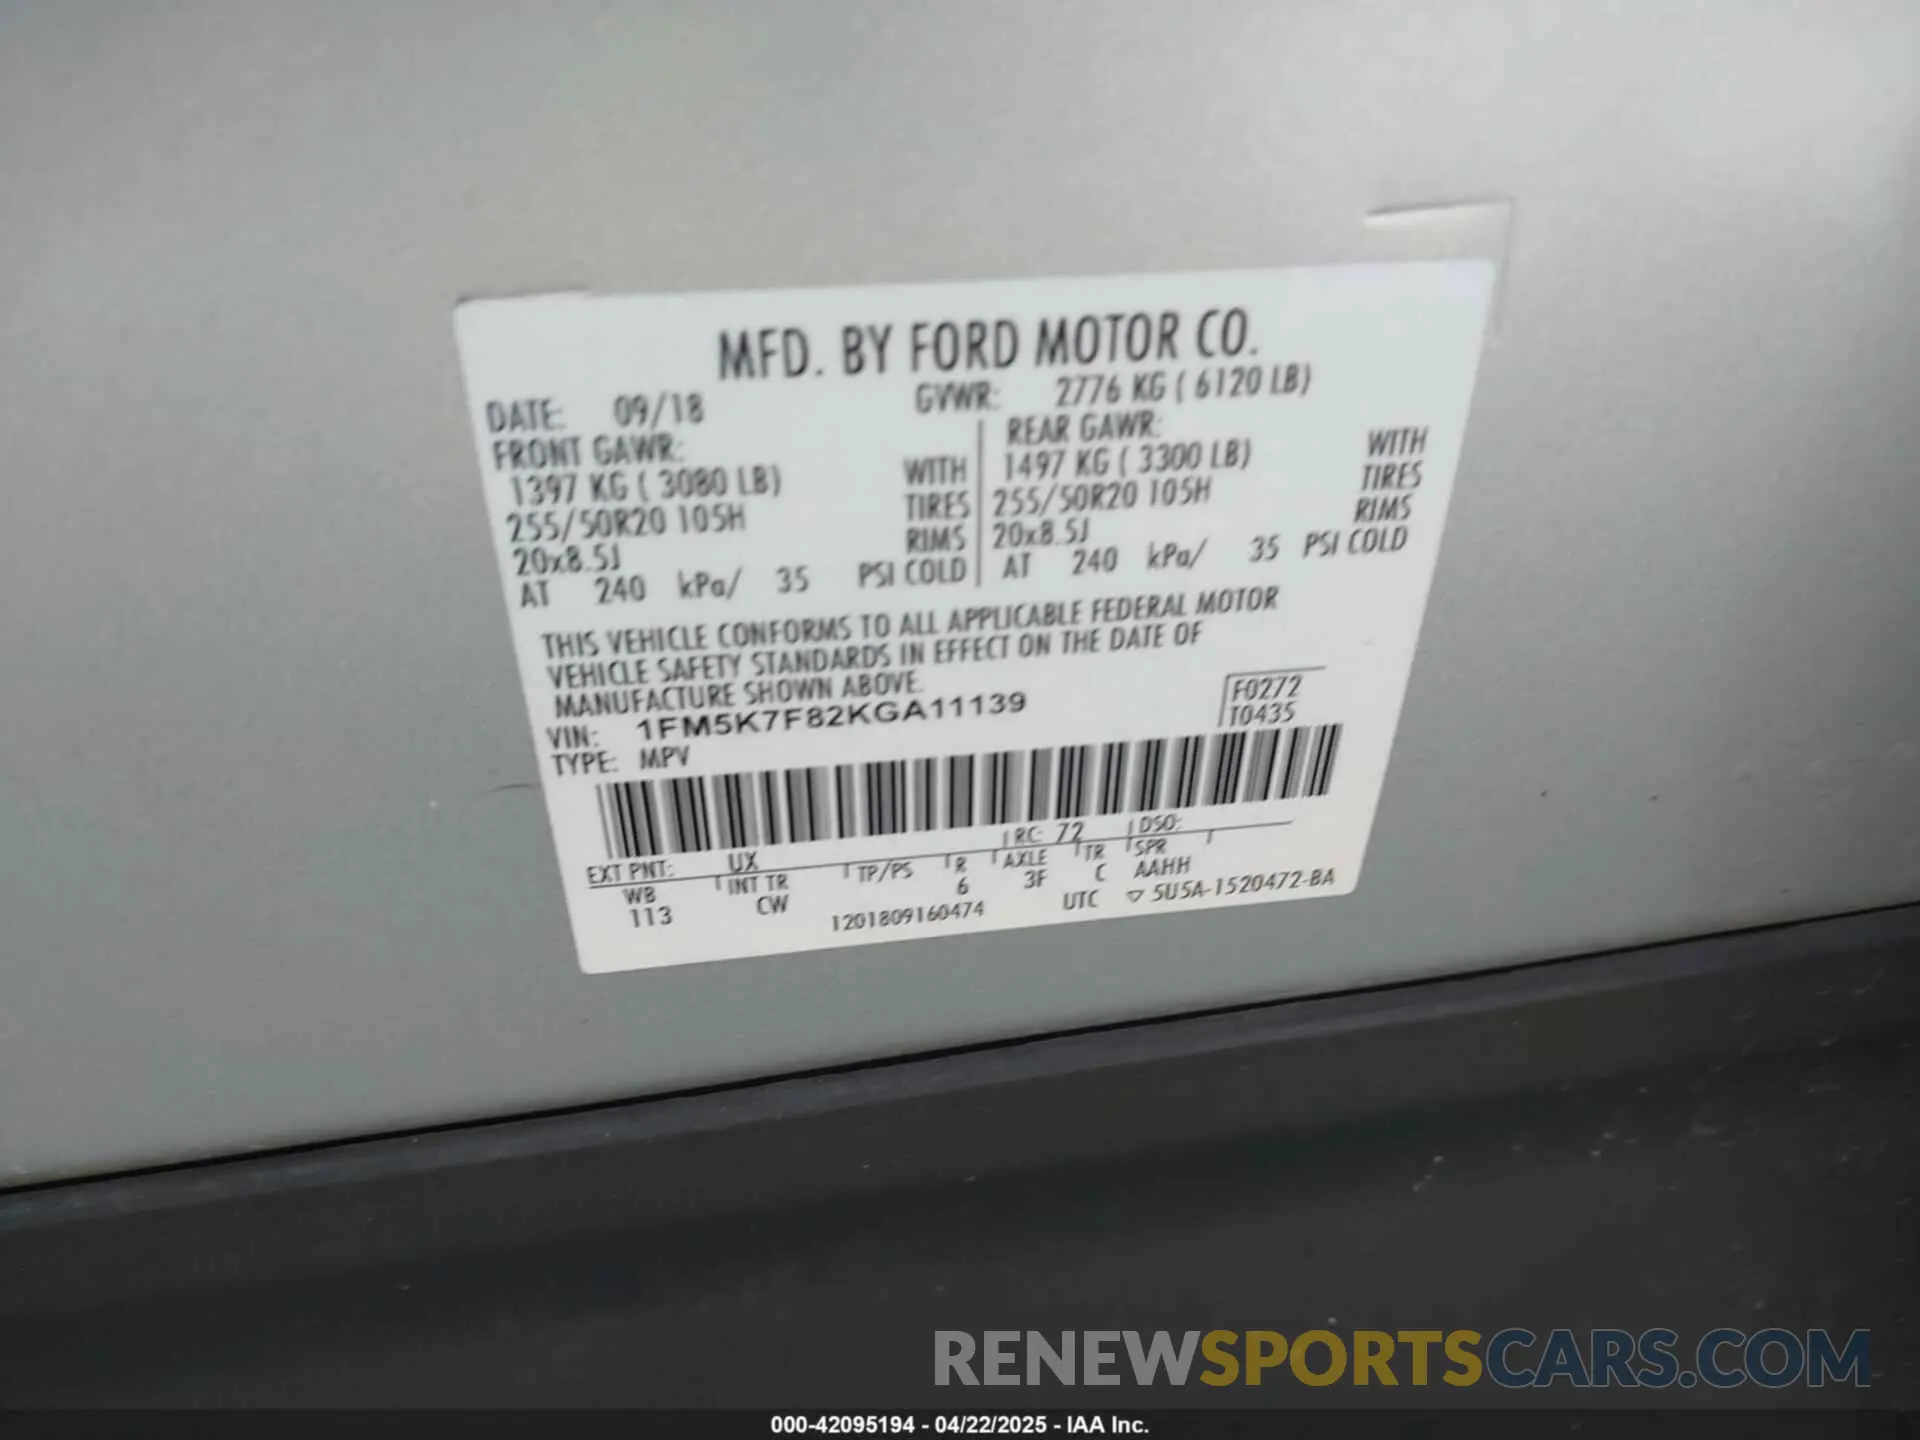 MFD. BY FORD MOTOR CO.
DATE: 09/18 GVWR: 2776 KG ( 6120 LB)
FRONT GAWR: REAR GAWR:
1397 KG ( 3080 LB) WITH 1497 KG ( 3300 LB) WITH
255/50R20 105H TIRES 255/50R20 105H TIRES
20x8.5J RIMS 20x8.5J RIMS
AT 240 kPa/ 35 PSI COLD AT 240 kPa/ 35 PSI COLD
THIS VEHICLE CONFORMS TO ALL APPLICABLE FEDERAL MOTOR
VEHICLE SAFETY STANDARDS IN EFFECT ON THE DATE OF
MANUFACTURE SHOWN ABOVE.
VIN: 1FM5K7F82KGA11139 F0272
TYPE: MPV T0435
EXT PNT: UX RC: 72 DSO:
WB INT TR TP/PS R AXLE TR SPR
113 CW 6 3F C AAHH
1201809160474 UTC ▽ 5U5A-1520472-BA
RENEWSPORTSCARS.COM
000-42095194 - 04/22/2025 - IAA Inc.